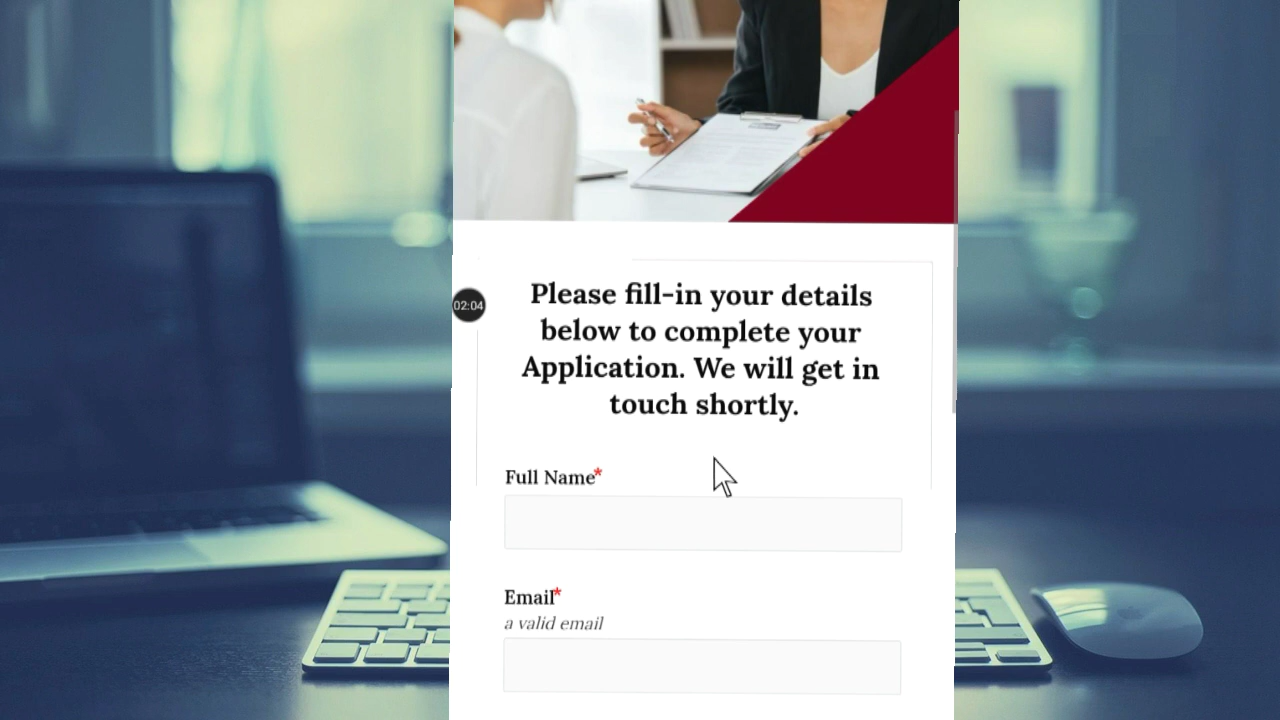 02:04
Please fill-in your details
below to complete your
Application. We will get in
touch shortly.
Full Name*
Email*
a valid email